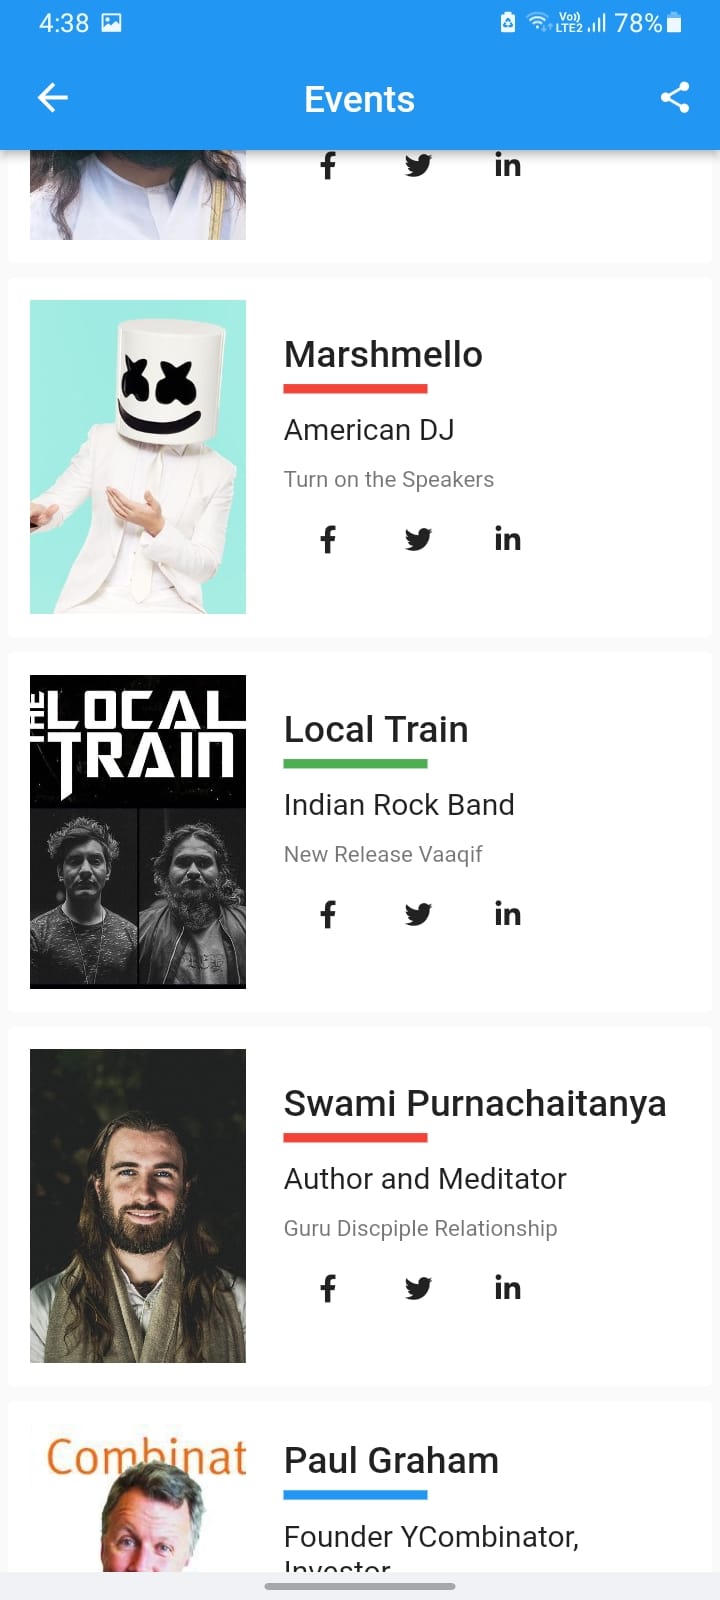 4:38 Vo)) LTE2 78%
Events
in
Marshmello
American DJ
Turn on the Speakers
in
THE LOCAL
TRAIN
Local Train
Indian Rock Band
New Release Vaaqif
in
Swami Purnachaitanya
Author and Meditator
Guru Discpiple Relationship
in
Combinat
Paul Graham
Founder YCombinator,
Investor